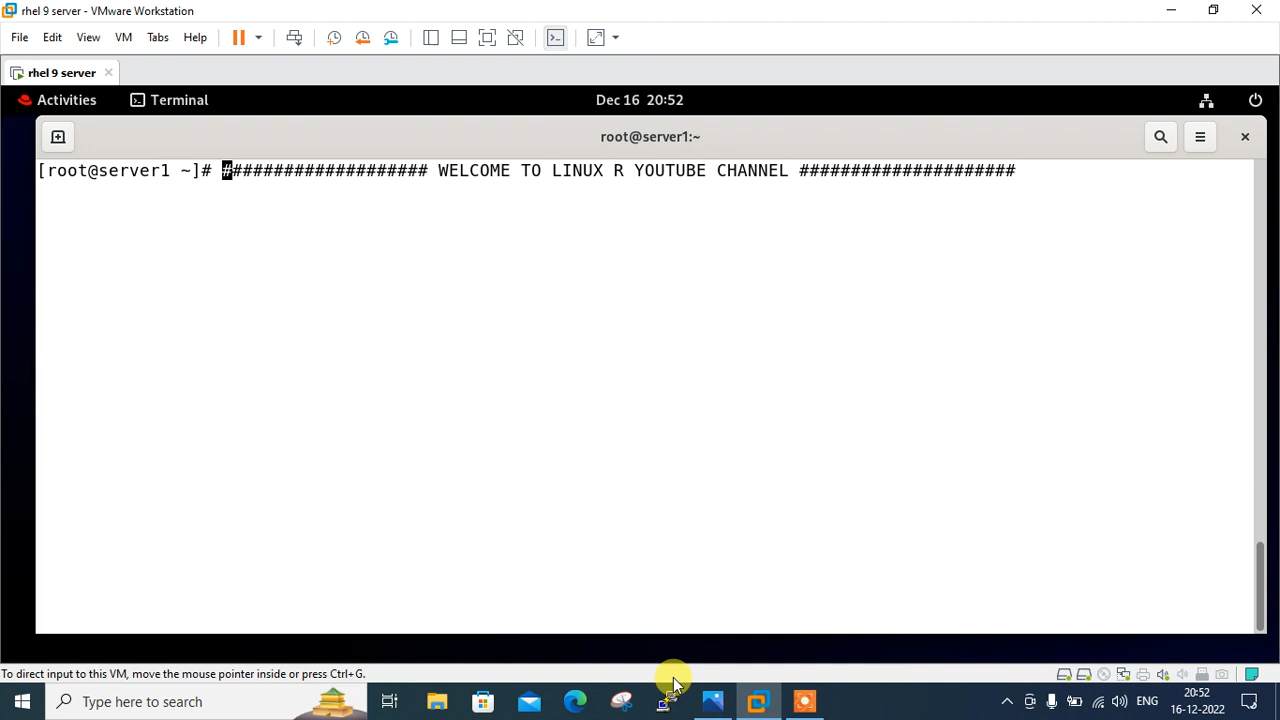 rhel 9 server - VMware Workstation
File Edit View VM Tabs Help
rhel 9 server
Activities Terminal Dec 16 20:52
root@server1:~
[root@server1 ~]# #################### WELCOME TO LINUX R YOUTUBE CHANNEL #####################
To direct input to this VM, move the mouse pointer inside or press Ctrl+G.
Type here to search
ENG
20:52
16-12-2022